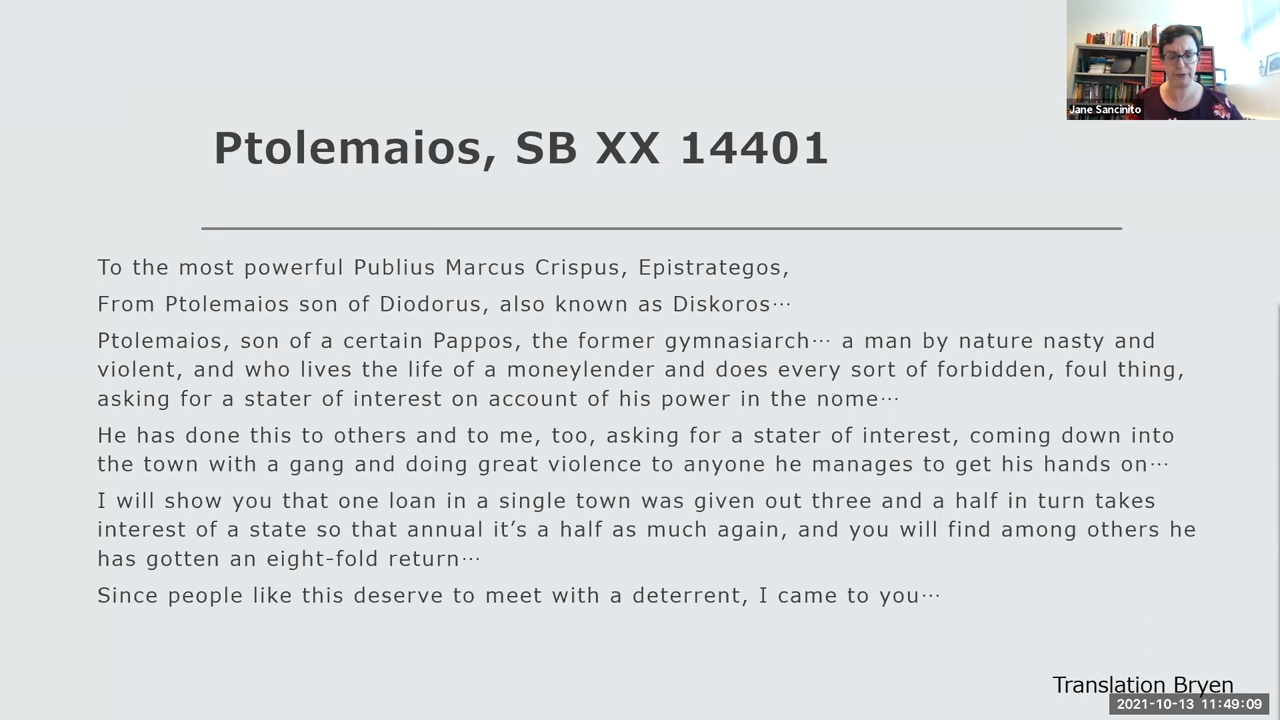 Jane Sancinito
Ptolemaios, SB XX 14401
To the most powerful Publius Marcus Crispus, Epistrategos,
From Ptolemaios son of Diodorus, also known as Diskoros…
Ptolemaios, son of a certain Pappos, the former gymnasiarch… a man by nature nasty and
violent, and who lives the life of a moneylender and does every sort of forbidden, foul thing,
asking for a stater of interest on account of his power in the nome…
He has done this to others and to me, too, asking for a stater of interest, coming down into
the town with a gang and doing great violence to anyone he manages to get his hands on…
I will show you that one loan in a single town was given out three and a half in turn takes
interest of a state so that annual it’s a half as much again, and you will find among others he
has gotten an eight-fold return…
Since people like this deserve to meet with a deterrent, I came to you…
Translation Bryen
2021-10-13 11:49:09